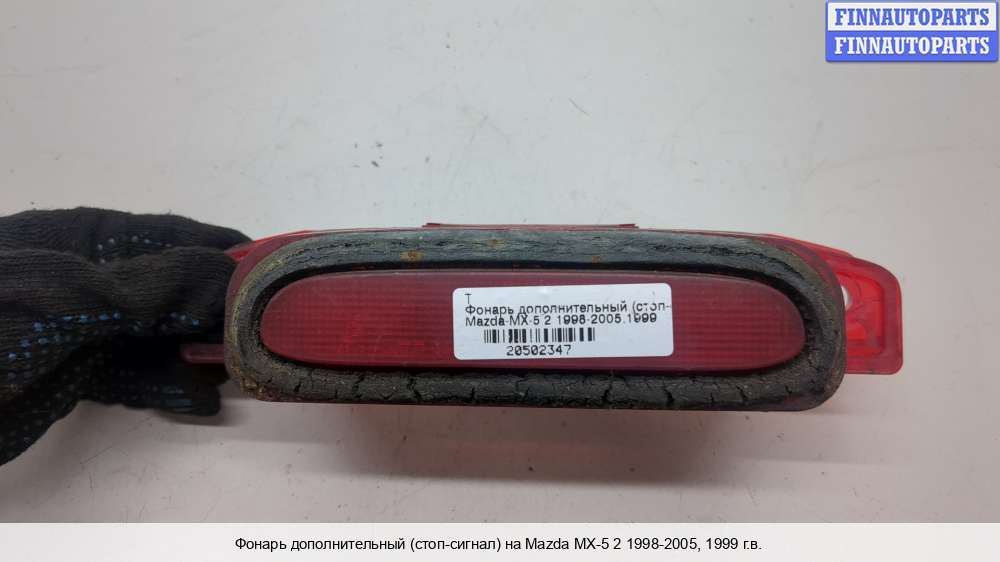 FINNAUTOPARTS
FINNAUTOPARTS
T
Фонарь дополнительный (стоп-
Mazda-MX-5 2 1998-2005,1999
20502347
Фонарь дополнительный (стоп-сигнал) на Mazda MX-5 2 1998-2005, 1999 г.в.